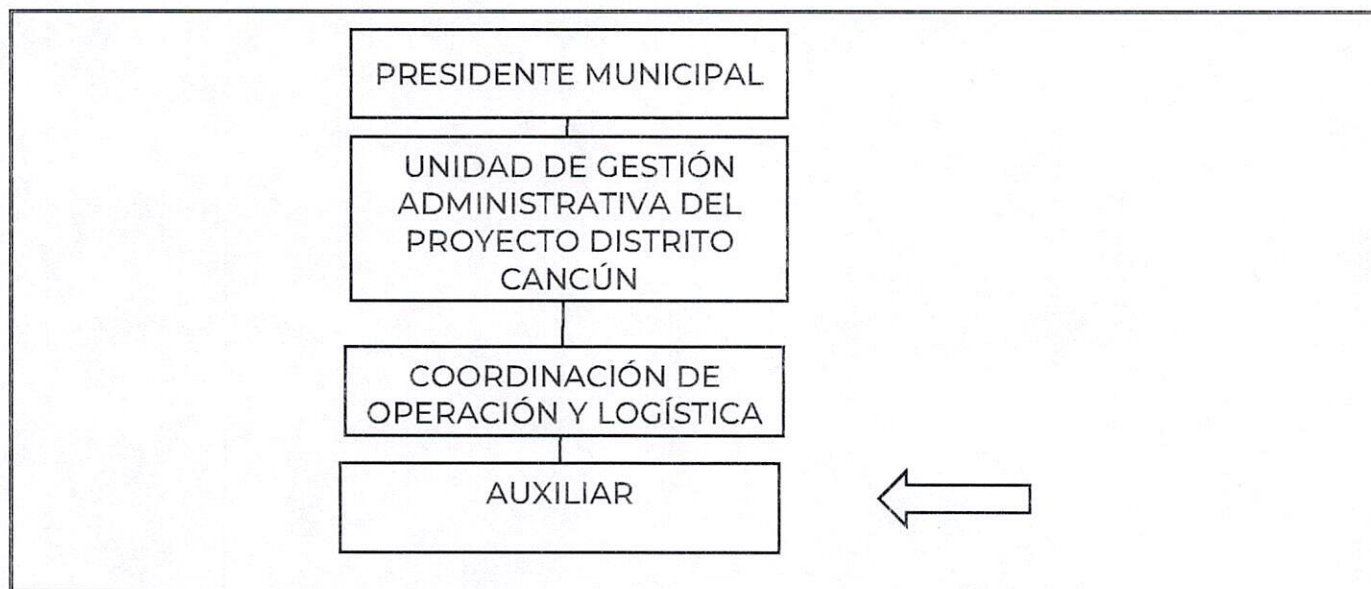 PRESIDENTE MUNICIPAL
UNIDAD DE GESTIÓN
ADMINISTRATIVA DEL
PROYECTO DISTRITO
CANCÚN
COORDINACIÓN DE
OPERACIÓN Y LOGÍSTICA
AUXILIAR